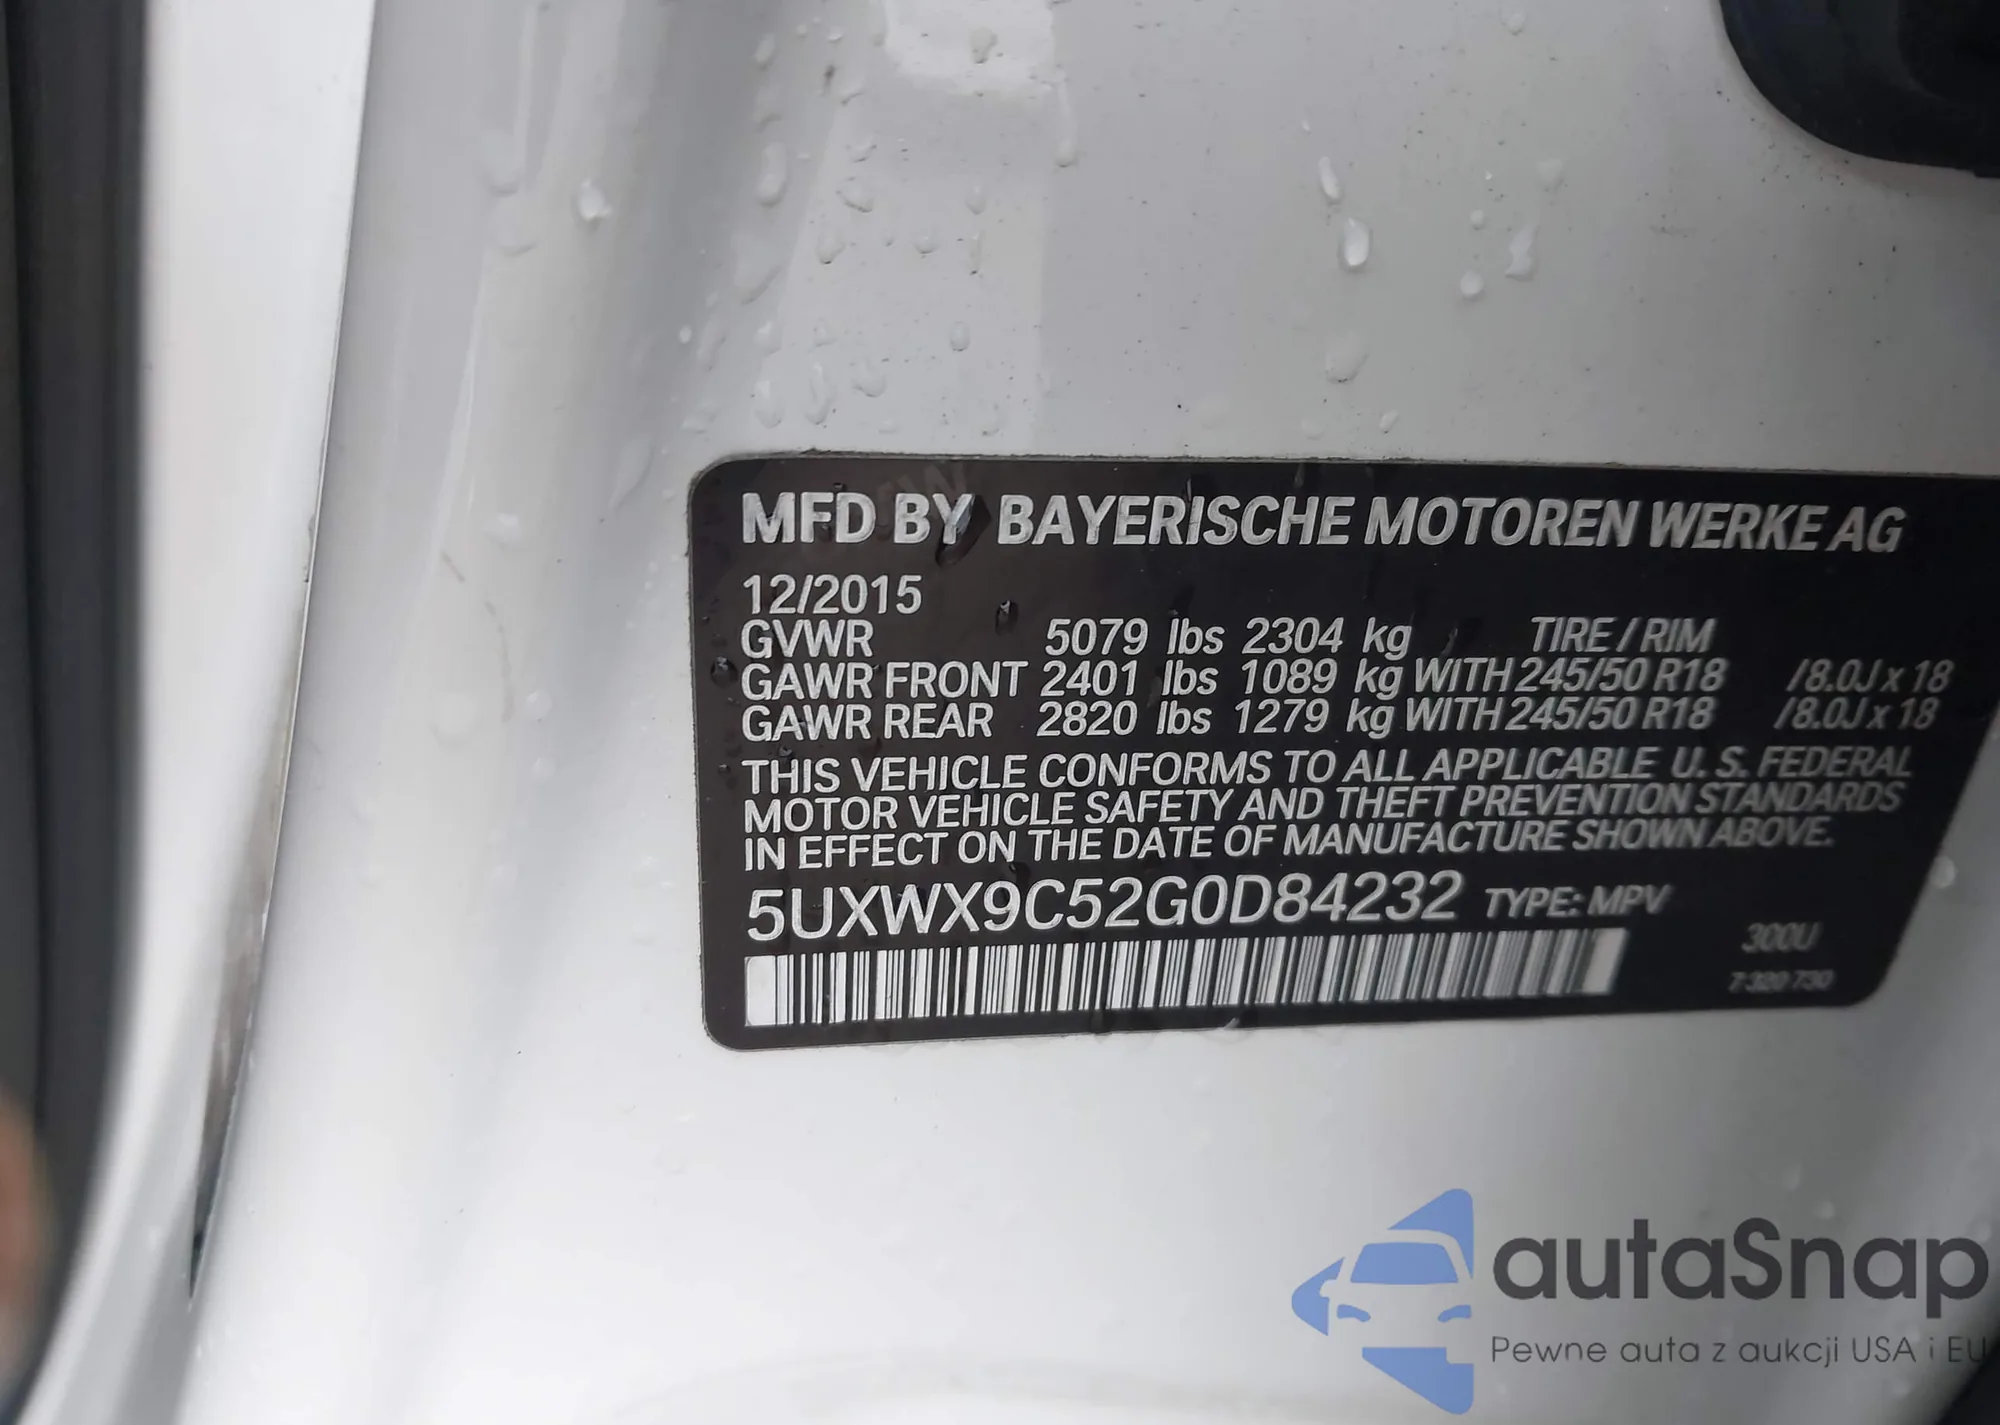 MFD BY BAYERISCHE MOTOREN WERKE AG
12/2015
GVWR 5079 lbs 2304 kg TIRE / RIM
GAWR FRONT 2401 lbs 1089 kg WITH 245/50 R18 /8.0J x 18
GAWR REAR 2820 lbs 1279 kg WITH 245/50 R18 /8.0J x 18
THIS VEHICLE CONFORMS TO ALL APPLICABLE U. S. FEDERAL
MOTOR VEHICLE SAFETY AND THEFT PREVENTION STANDARDS
IN EFFECT ON THE DATE OF MANUFACTURE SHOWN ABOVE.
5UXWX9C52G0D84232 TYPE: MPV
300U
7 320 730
autaSnap
Pewne auta z aukcji USA i EU